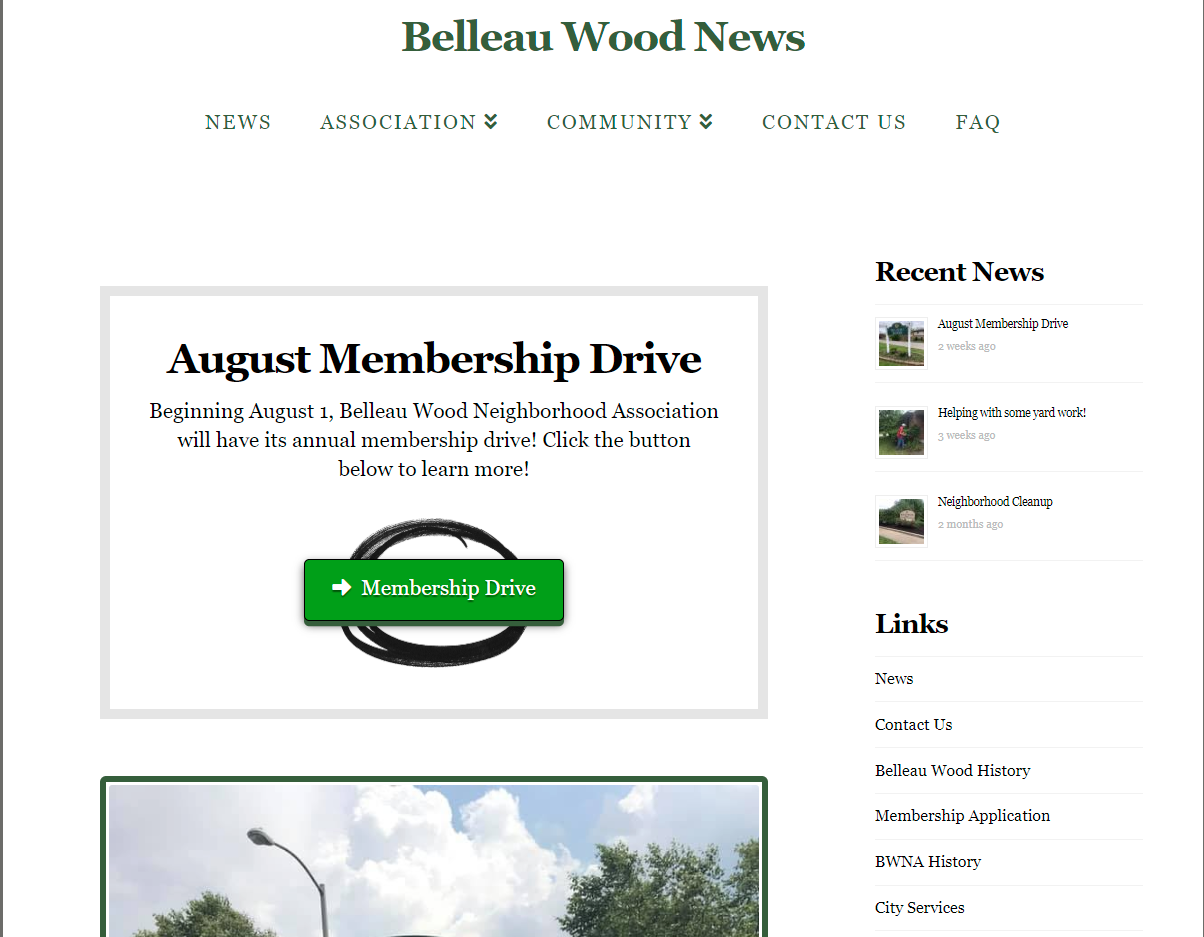 Belleau Wood News
NEWS ASSOCIATION COMMUNITY CONTACT US FAQ
August Membership Drive
Beginning August 1, Belleau Wood Neighborhood Association
will have its annual membership drive! Click the button
below to learn more!
Membership Drive
Recent News
August Membership Drive
2 weeks ago
Helping with some yard work!
3 weeks ago
Neighborhood Cleanup
2 months ago
Links
News
Contact Us
Belleau Wood History
Membership Application
BWNA History
City Services